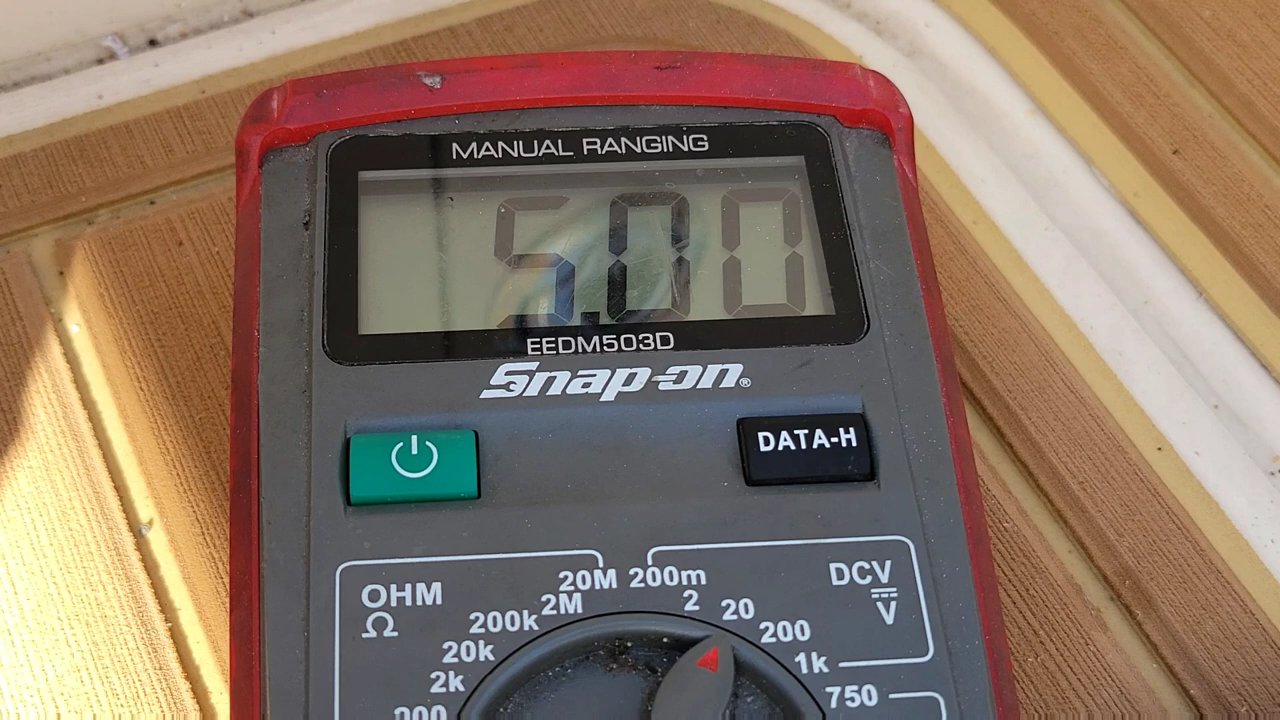 MANUAL RANGING
5.00
EEDM503D
Snap-on®
DATA-H
OHM
Ω
2k
20k
200k
2M
20M
200m
2
20
200
1k
DCV
V
750